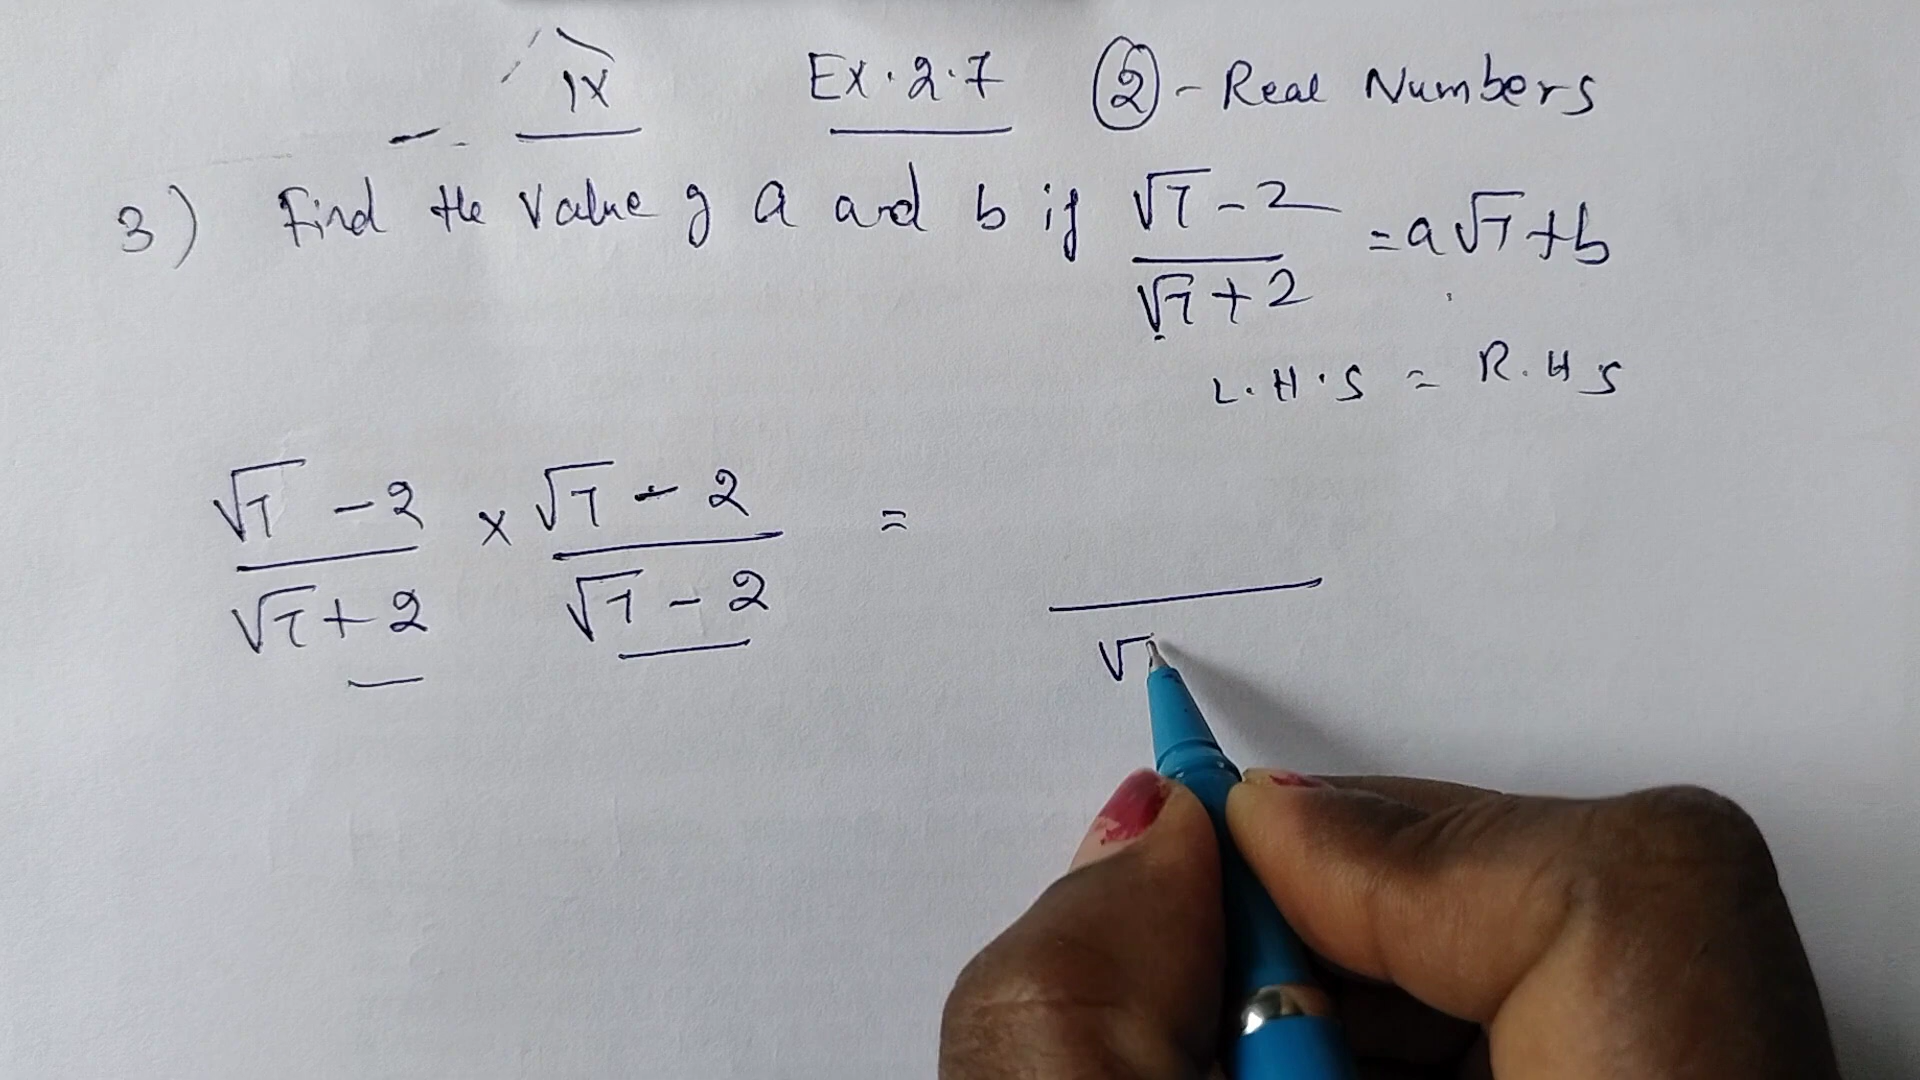 IX Ex. 2.7 ② - Real Numbers
3) Find the Value of a and b if (√7 - 2)/(√7 + 2) = a√7 + b
L.H.S = R.H.S
(√7 - 2)/(√7 + 2) × (√7 - 2)/(√7 - 2) =
√